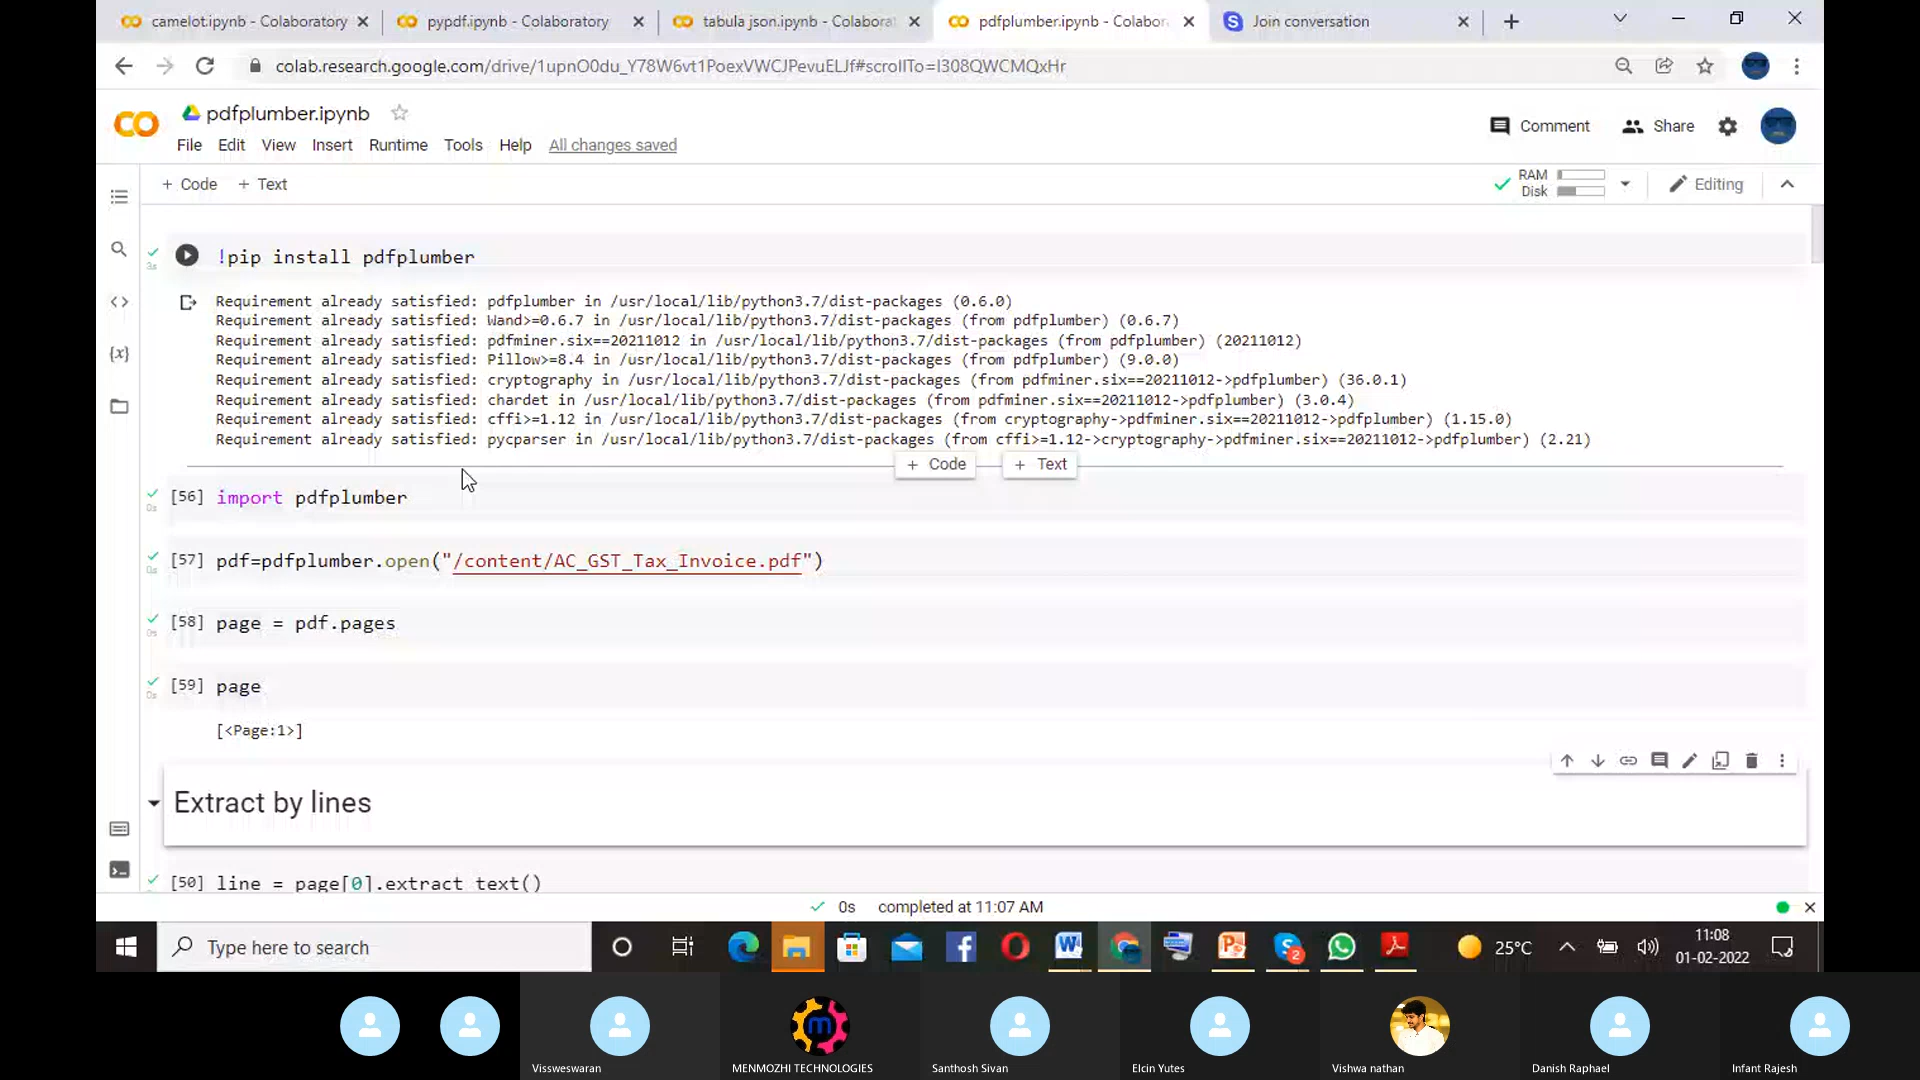 camelot.ipynb - Colaboratory
pypdf.ipynb - Colaboratory
tabula json.ipynb - Colabora
pdfplumber.ipynb - Colabor
Join conversation
colab.research.google.com/drive/1upnO0du_Y78W6vt1PoexVWCJPevuELJf#scrollTo=I308QWCMQxHr
pdfplumber.ipynb
Comment
Share
File Edit View Insert Runtime Tools Help All changes saved
+ Code + Text
RAM
Disk
Editing
!pip install pdfplumber
3s
Requirement already satisfied: pdfplumber in /usr/local/lib/python3.7/dist-packages (0.6.0)
Requirement already satisfied: Wand>=0.6.7 in /usr/local/lib/python3.7/dist-packages (from pdfplumber) (0.6.7)
Requirement already satisfied: pdfminer.six==20211012 in /usr/local/lib/python3.7/dist-packages (from pdfplumber) (20211012)
Requirement already satisfied: Pillow>=8.4 in /usr/local/lib/python3.7/dist-packages (from pdfplumber) (9.0.0)
Requirement already satisfied: cryptography in /usr/local/lib/python3.7/dist-packages (from pdfminer.six==20211012->pdfplumber) (36.0.1)
Requirement already satisfied: chardet in /usr/local/lib/python3.7/dist-packages (from pdfminer.six==20211012->pdfplumber) (3.0.4)
Requirement already satisfied: cffi>=1.12 in /usr/local/lib/python3.7/dist-packages (from cryptography->pdfminer.six==20211012->pdfplumber) (1.15.0)
Requirement already satisfied: pycparser in /usr/local/lib/python3.7/dist-packages (from cffi>=1.12->cryptography->pdfminer.six==20211012->pdfplumber) (2.21)
+ Code + Text
[56] import pdfplumber
0s
[57] pdf=pdfplumber.open("/content/AC_GST_Tax_Invoice.pdf")
0s
[58] page = pdf.pages
0s
[59] page
0s
[<Page:1>]
Extract by lines
[50] line = page[0].extract_text()
0s completed at 11:07 AM
Type here to search
25°C
11:08
01-02-2022
Vissweswaran
MENMOZHI TECHNOLOGIES
Santhosh Sivan
Elcin Yutes
Vishwa nathan
Danish Raphael
Infant Rajesh